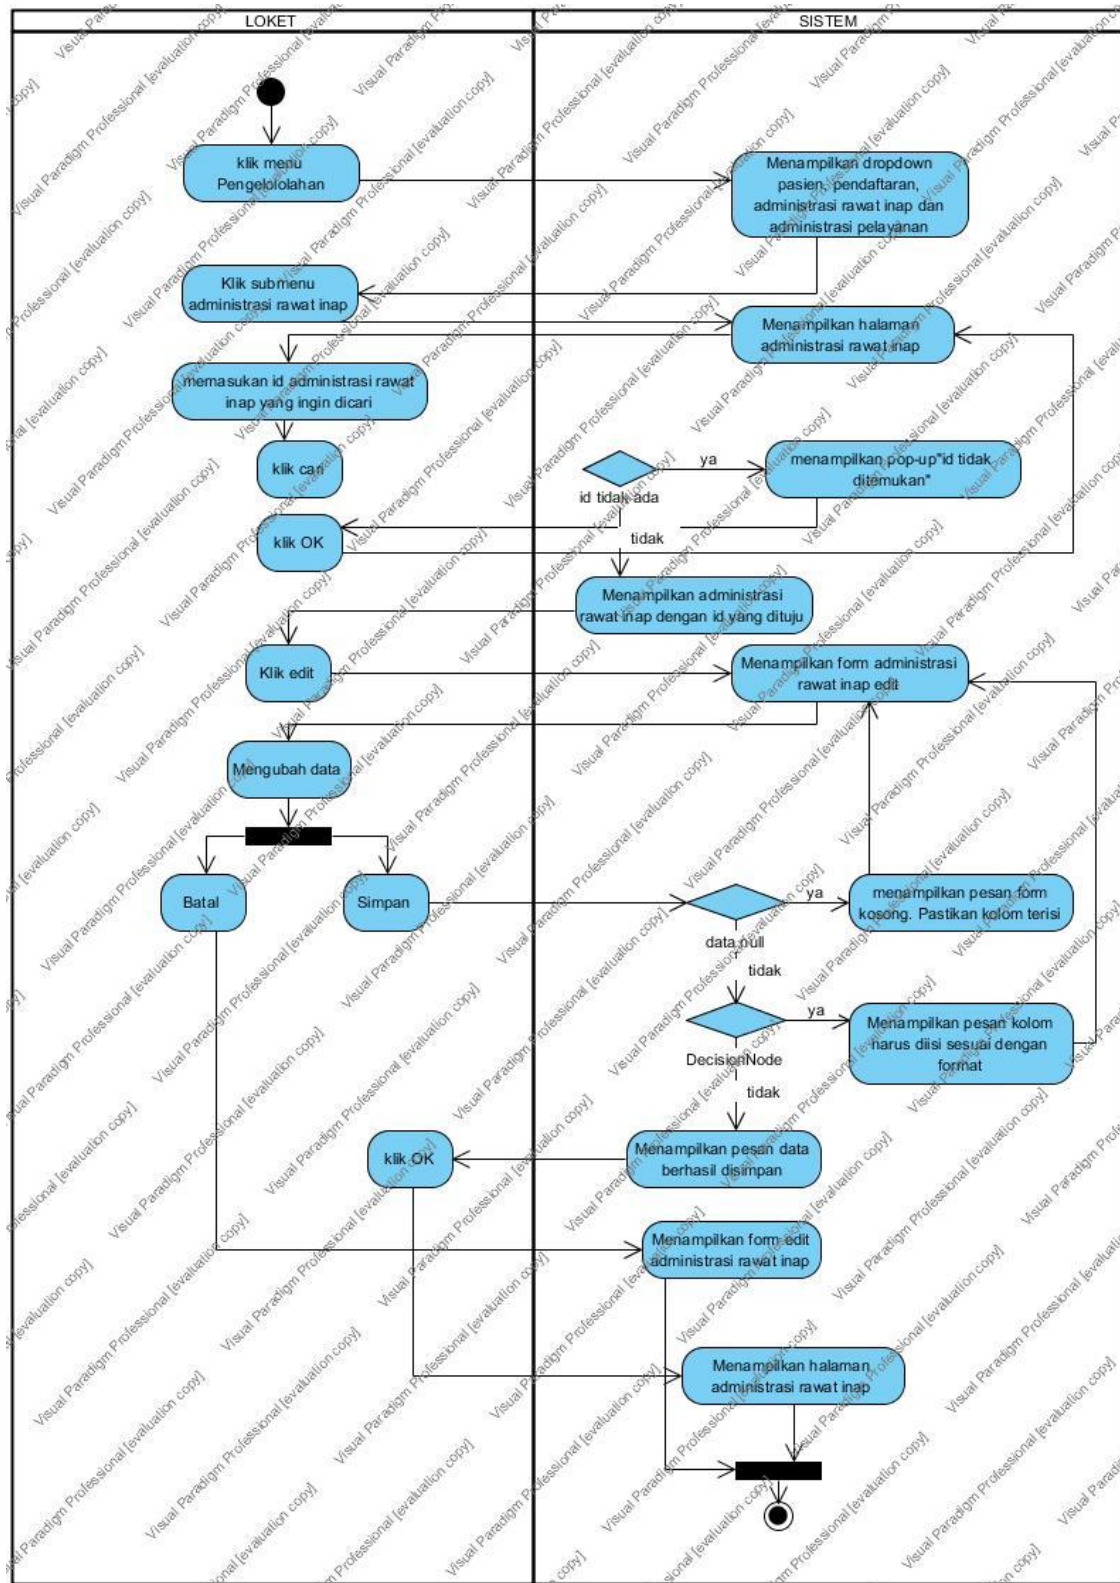 LOKET
SISTEM
klik menu
Pengelololahan
Menampilkan dropdown
pasien, pendaftaran,
administrasi rawat inap dan
administrasi pelayanan
Klik submenu
administrasi rawat inap
Menampilkan halaman
administrasi rawat inap
memasukan id administrasi rawat
inap yang ingin dicari
klik cari
id tidak ada
ya
menampilkan pop-up"id tidak
ditemukan"
klik OK
tidak
Menampilkan administrasi
rawat inap dengan id yang dituju
Klik edit
Menampilkan form administrasi
rawat inap edit
Mengubah data
Batal
Simpan
data null
ya
menampilkan pesan form
kosong. Pastikan kolom terisi
tidak
DecisionNode
ya
Menampilkan pesan kolom
harus diisi sesuai dengan
format
tidak
klik OK
Menampilkan pesan data
berhasil disimpan
Menampilkan form edit
administrasi rawat inap
Menampilkan halaman
administrasi rawat inap
Visual Paradigm Professional [evaluation copy]